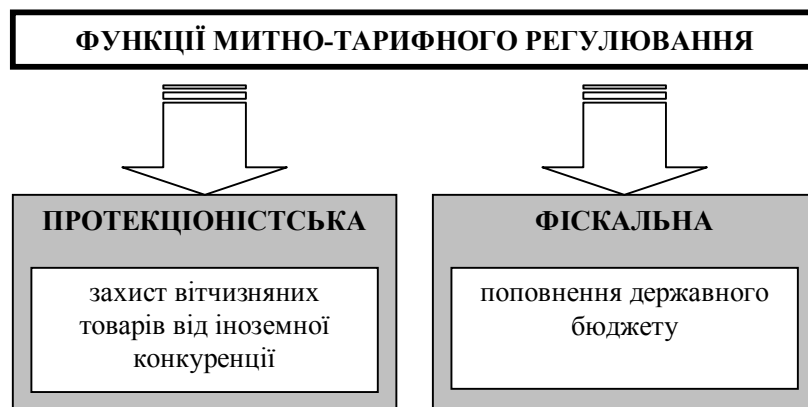 ФУНКЦІЇ МИТНО-ТАРИФНОГО РЕГУЛЮВАННЯ
ПРОТЕКЦІОНІСТСЬКА
захист вітчизняних
товарів від іноземної
конкуренції
ФІСКАЛЬНА
поповнення державного
бюджету